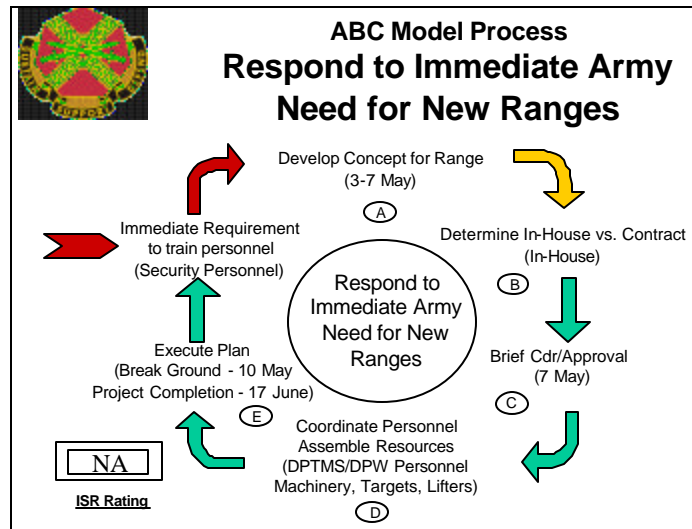 ABC Model Process
Respond to Immediate Army
Need for New Ranges
Develop Concept for Range
(3-7 May)
A
Determine In-House vs. Contract
(In-House)
B
Brief Cdr/Approval
(7 May)
C
Coordinate Personnel
Assemble Resources
(DPTMS/DPW Personnel
Machinery, Targets, Lifters)
D
Execute Plan
(Break Ground - 10 May
Project Completion - 17 June)
E
Immediate Requirement
to train personnel
(Security Personnel)
Respond to
Immediate Army
Need for New
Ranges
NA
ISR Rating